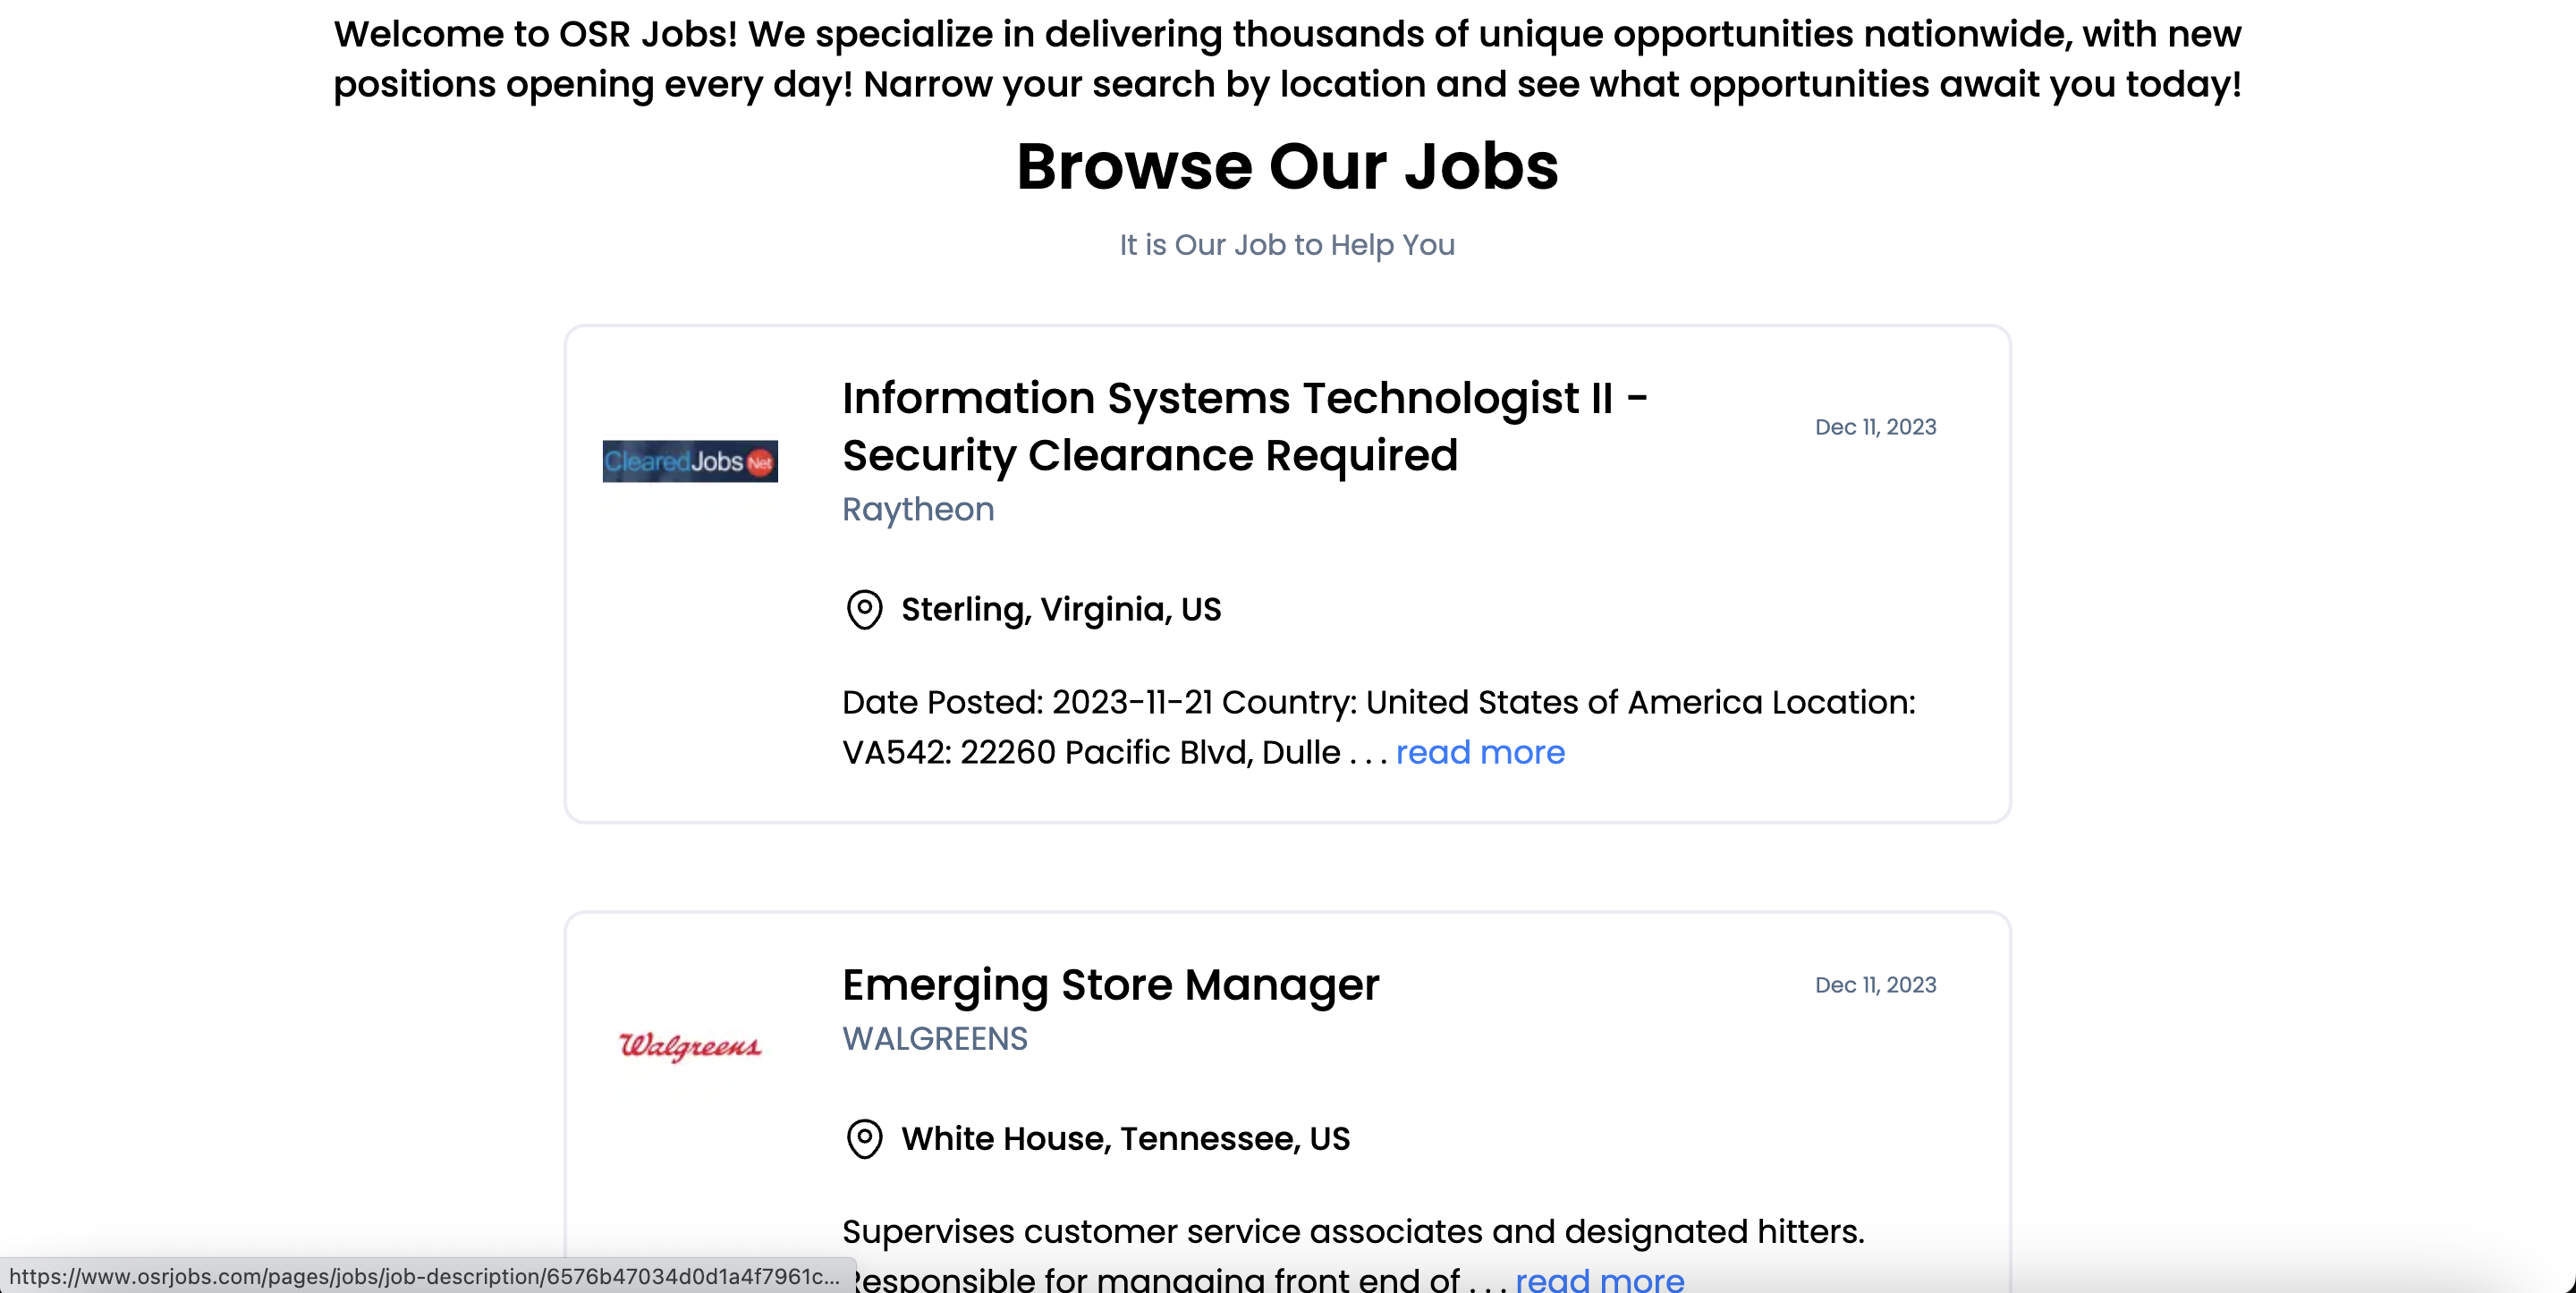 Welcome to OSR Jobs! We specialize in delivering thousands of unique opportunities nationwide, with new
positions opening every day! Narrow your search by location and see what opportunities await you today!
Browse Our Jobs
It is Our Job to Help You
ClearedJobs Net
Information Systems Technologist II -
Security Clearance Required
Dec 11, 2023
Raytheon
Sterling, Virginia, US
Date Posted: 2023-11-21 Country: United States of America Location:
VA542: 22260 Pacific Blvd, Dulle . . . read more
Walgreens
Emerging Store Manager
Dec 11, 2023
WALGREENS
White House, Tennessee, US
Supervises customer service associates and designated hitters.
Responsible for managing front end of . . . read more
https://www.osrjobs.com/pages/jobs/job-description/6576b47034d0d1a4f7961c...